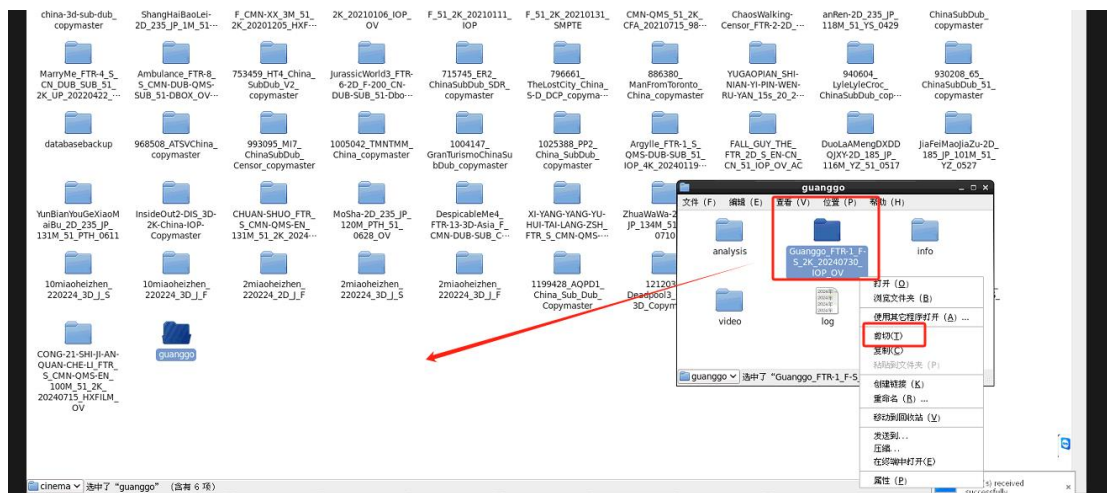 china-3d-sub-dub_
copymaster
ShangHaiBaoLei-
2D_235_JP_1M_51_···
F_CMN-XX_3M_51_
2K_20201205_HXF···
2K_20210106_IOP_
OV
F_51_2K_20210111_
IOP
F_51_2K_20210131_
SMPTE
CMN-QMS_51_2K_
CFA_20210715_98···
ChaosWalking-
Censor_FTR-2-2D_···
anRen-2D_235_JP_
118M_51_YS_0429
ChinaSubDub_
copymaster
MarryMe_FTR-4_S_
CN_DUB_SUB_51_
2K_UP_20220422_···
Ambulance_FTR-8_
S_CMN-DUB-QMS-
SUB_51-DBOX_OV···
753459_HT4_China_
SubDub_V2_
copymaster
JurassicWorld3_FTR-
6-2D_F-200_CN-
DUB-SUB_51-Dbo···
715745_ER2_
ChinaSubDub_SDR_
copymaster
796661_
TheLostCity_China_
S-D_DCP_copyma···
886380_
ManFromToronto_
China_copymaster
YUGAOPIAN_SHI-
NIAN-YI-PIN-WEN-
RU-YAN_15s_20_2···
940604_
LyleLyleCroc_
ChinaSubDub_cop···
930208_65_
ChinaSubDub_51_
copymaster
databasebackup
968508_ATSVChina_
copymaster
993095_MI7_
ChinaSubDub_
Censor_copymaster
1005042_TMNTMM_
China_copymaster
1004147_
GranTurismoChinaSu
bDub_copymaster
1025388_PP2_
China_SubDub_
copymaster
Argylle_FTR-1_S_
QMS-DUB-SUB_51_
IOP_4K_20240119···
FALL_GUY_THE_
FTR_2D_S_EN-CN_
CN_51_IOP_OV_AC
DuoLaAMengDXDD
QJXY-2D_185_JP_
116M_YZ_51_0517
JiaFeiMaoJiaZu-2D_
185_JP_101M_51_
YZ_0527
YunBianYouGeXiaoM
aiBu_2D_235_JP_
131M_51_PTH_0611
InsideOut2-DIS_3D-
2K-China-IOP-
Copymaster
CHUAN-SHUO_FTR_
S_CMN-QMS-EN_
131M_51_2K_2024···
MoSha-2D_235_JP_
120M_PTH_51_
0628_OV
DespicableMe4_
FTR-13-3D-Asia_F_
CMN-DUB-SUB_C···
XI-YANG-YANG-YU-
HUI-TAI-LANG-ZSH_
FTR_S_CMN-QMS-···
ZhuaWaWa-2
JP_134M_51
0710
10miaoheizhen_
220224_3D_J_S
10miaoheizhen_
220224_3D_J_F
2miaoheizhen_
220224_2D_J_F
2miaoheizhen_
220224_3D_J_S
2miaoheizhen_
220224_3D_J_F
1199428_AQPD1_
China_Sub_Dub_
Copymaster
121203
Deadpool3_
3D_Copym
CONG-21-SHI-JI-AN-
QUAN-CHE-LI_FTR_
S_CMN-QMS-EN_
100M_51_2K_
20240715_HXFILM_
OV
guanggo
guanggo
文件 (F) 编辑 (E) 查看 (V) 位置 (P) 帮助 (H)
analysis
Guanggo_FTR-1_F-
S_2K_20240730_
IOP_OV
info
video
log
guanggo 选中了 "Guanggo_FTR-1_F-S_
打开 (O)
浏览文件夹 (B)
使用其它程序打开 (A) ...
剪切(T)
复制(C)
粘贴到文件夹 (P)
创建链接 (K)
重命名 (R) ...
移动到回收站 (V)
发送到...
压缩...
在终端中打开(E)
属性 (P)
cinema 选中了 "guanggo" (含有 6 项)
(s) received
successfully